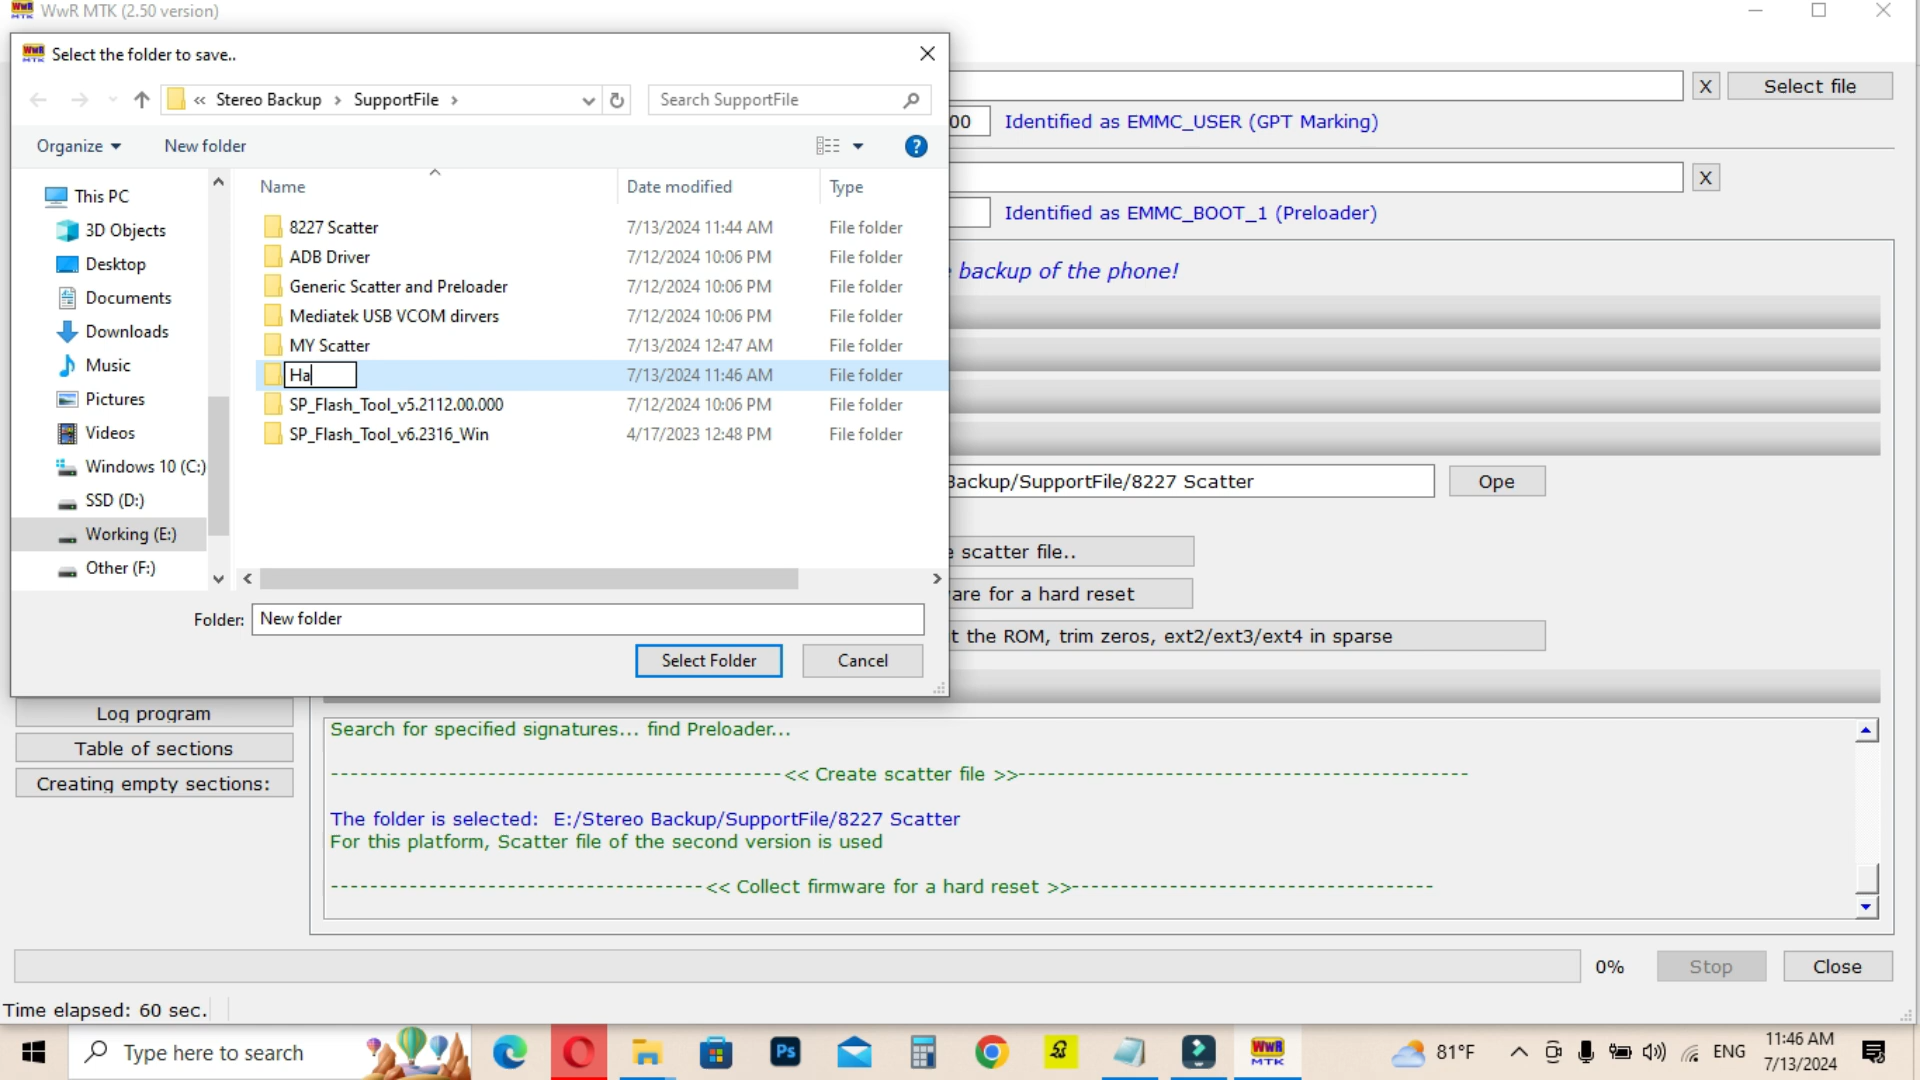 WwR MTK (2.50 version)
Select the folder to save..
« Stereo Backup › SupportFile ›
Search SupportFile
Organize
New folder
Name
Date modified
Type
This PC
3D Objects
Desktop
Documents
Downloads
Music
Pictures
Videos
Windows 10 (C:)
SSD (D:)
Working (E:)
Other (F:)
8227 Scatter 7/13/2024 11:44 AM File folder
ADB Driver 7/12/2024 10:06 PM File folder
Generic Scatter and Preloader 7/12/2024 10:06 PM File folder
Mediatek USB VCOM dirvers 7/12/2024 10:06 PM File folder
MY Scatter 7/13/2024 12:47 AM File folder
Ha 7/13/2024 11:46 AM File folder
SP_Flash_Tool_v5.2112.00.000 7/12/2024 10:06 PM File folder
SP_Flash_Tool_v6.2316_Win 4/17/2023 12:48 PM File folder
Folder: New folder
Select Folder
Cancel
X Select file
00 Identified as EMMC_USER (GPT Marking)
X
Identified as EMMC_BOOT_1 (Preloader)
backup of the phone!
Backup/SupportFile/8227 Scatter Ope
scatter file..
are for a hard reset
t the ROM, trim zeros, ext2/ext3/ext4 in sparse
Log program
Table of sections
Creating empty sections:
Search for specified signatures... find Preloader...
--------------------------------------------<< Create scatter file >>--------------------------------------------
The folder is selected: E:/Stereo Backup/SupportFile/8227 Scatter
For this platform, Scatter file of the second version is used
------------------------------------<< Collect firmware for a hard reset >>------------------------------------
0% Stop Close
Time elapsed: 60 sec.
Type here to search
Ps
WwR
MTK
81°F
ENG
11:46 AM
7/13/2024